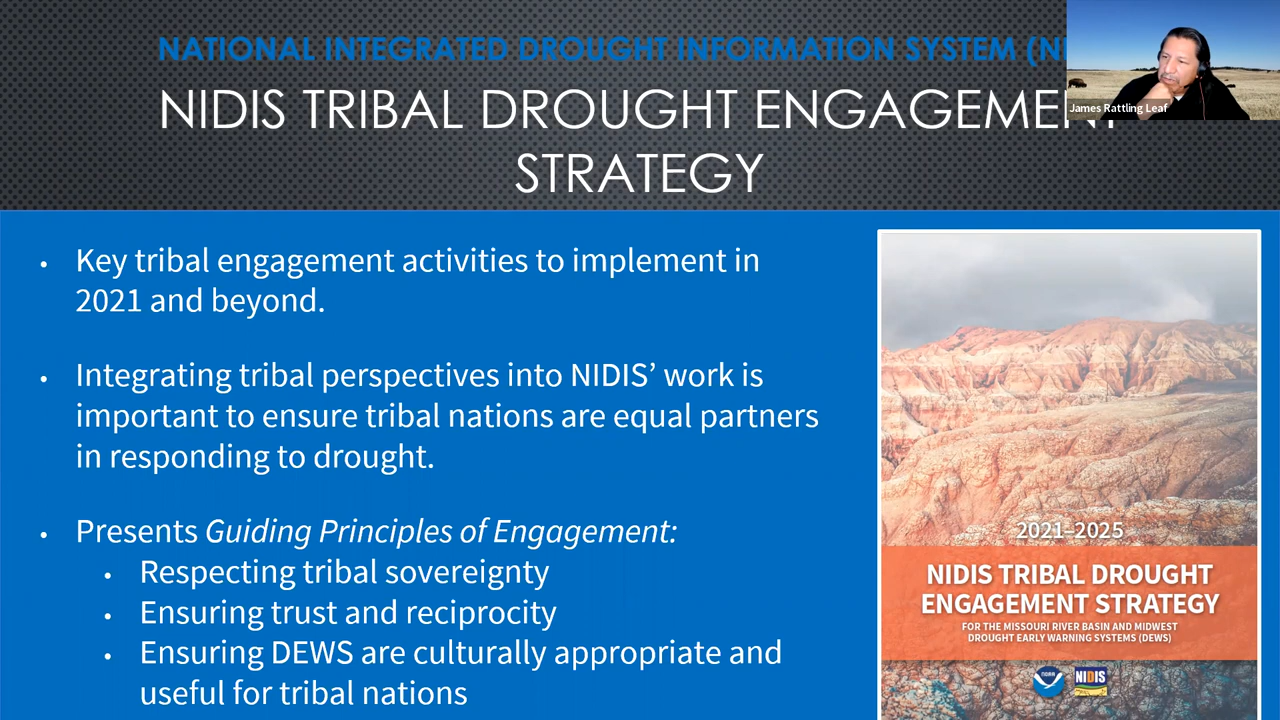 NATIONAL INTEGRATED DROUGHT INFORMATION SYSTEM
James Rattling Leaf
NIDIS TRIBAL DROUGHT ENGAGEMENT
STRATEGY
• Key tribal engagement activities to implement in
2021 and beyond.
• Integrating tribal perspectives into NIDIS’ work is
important to ensure tribal nations are equal partners
in responding to drought.
• Presents Guiding Principles of Engagement:
• Respecting tribal sovereignty
• Ensuring trust and reciprocity
• Ensuring DEWS are culturally appropriate and
useful for tribal nations
2021–2025
NIDIS TRIBAL DROUGHT
ENGAGEMENT STRATEGY
FOR THE MISSOURI RIVER BASIN AND MIDWEST
DROUGHT EARLY WARNING SYSTEMS (DEWS)
NOAA
NIDIS